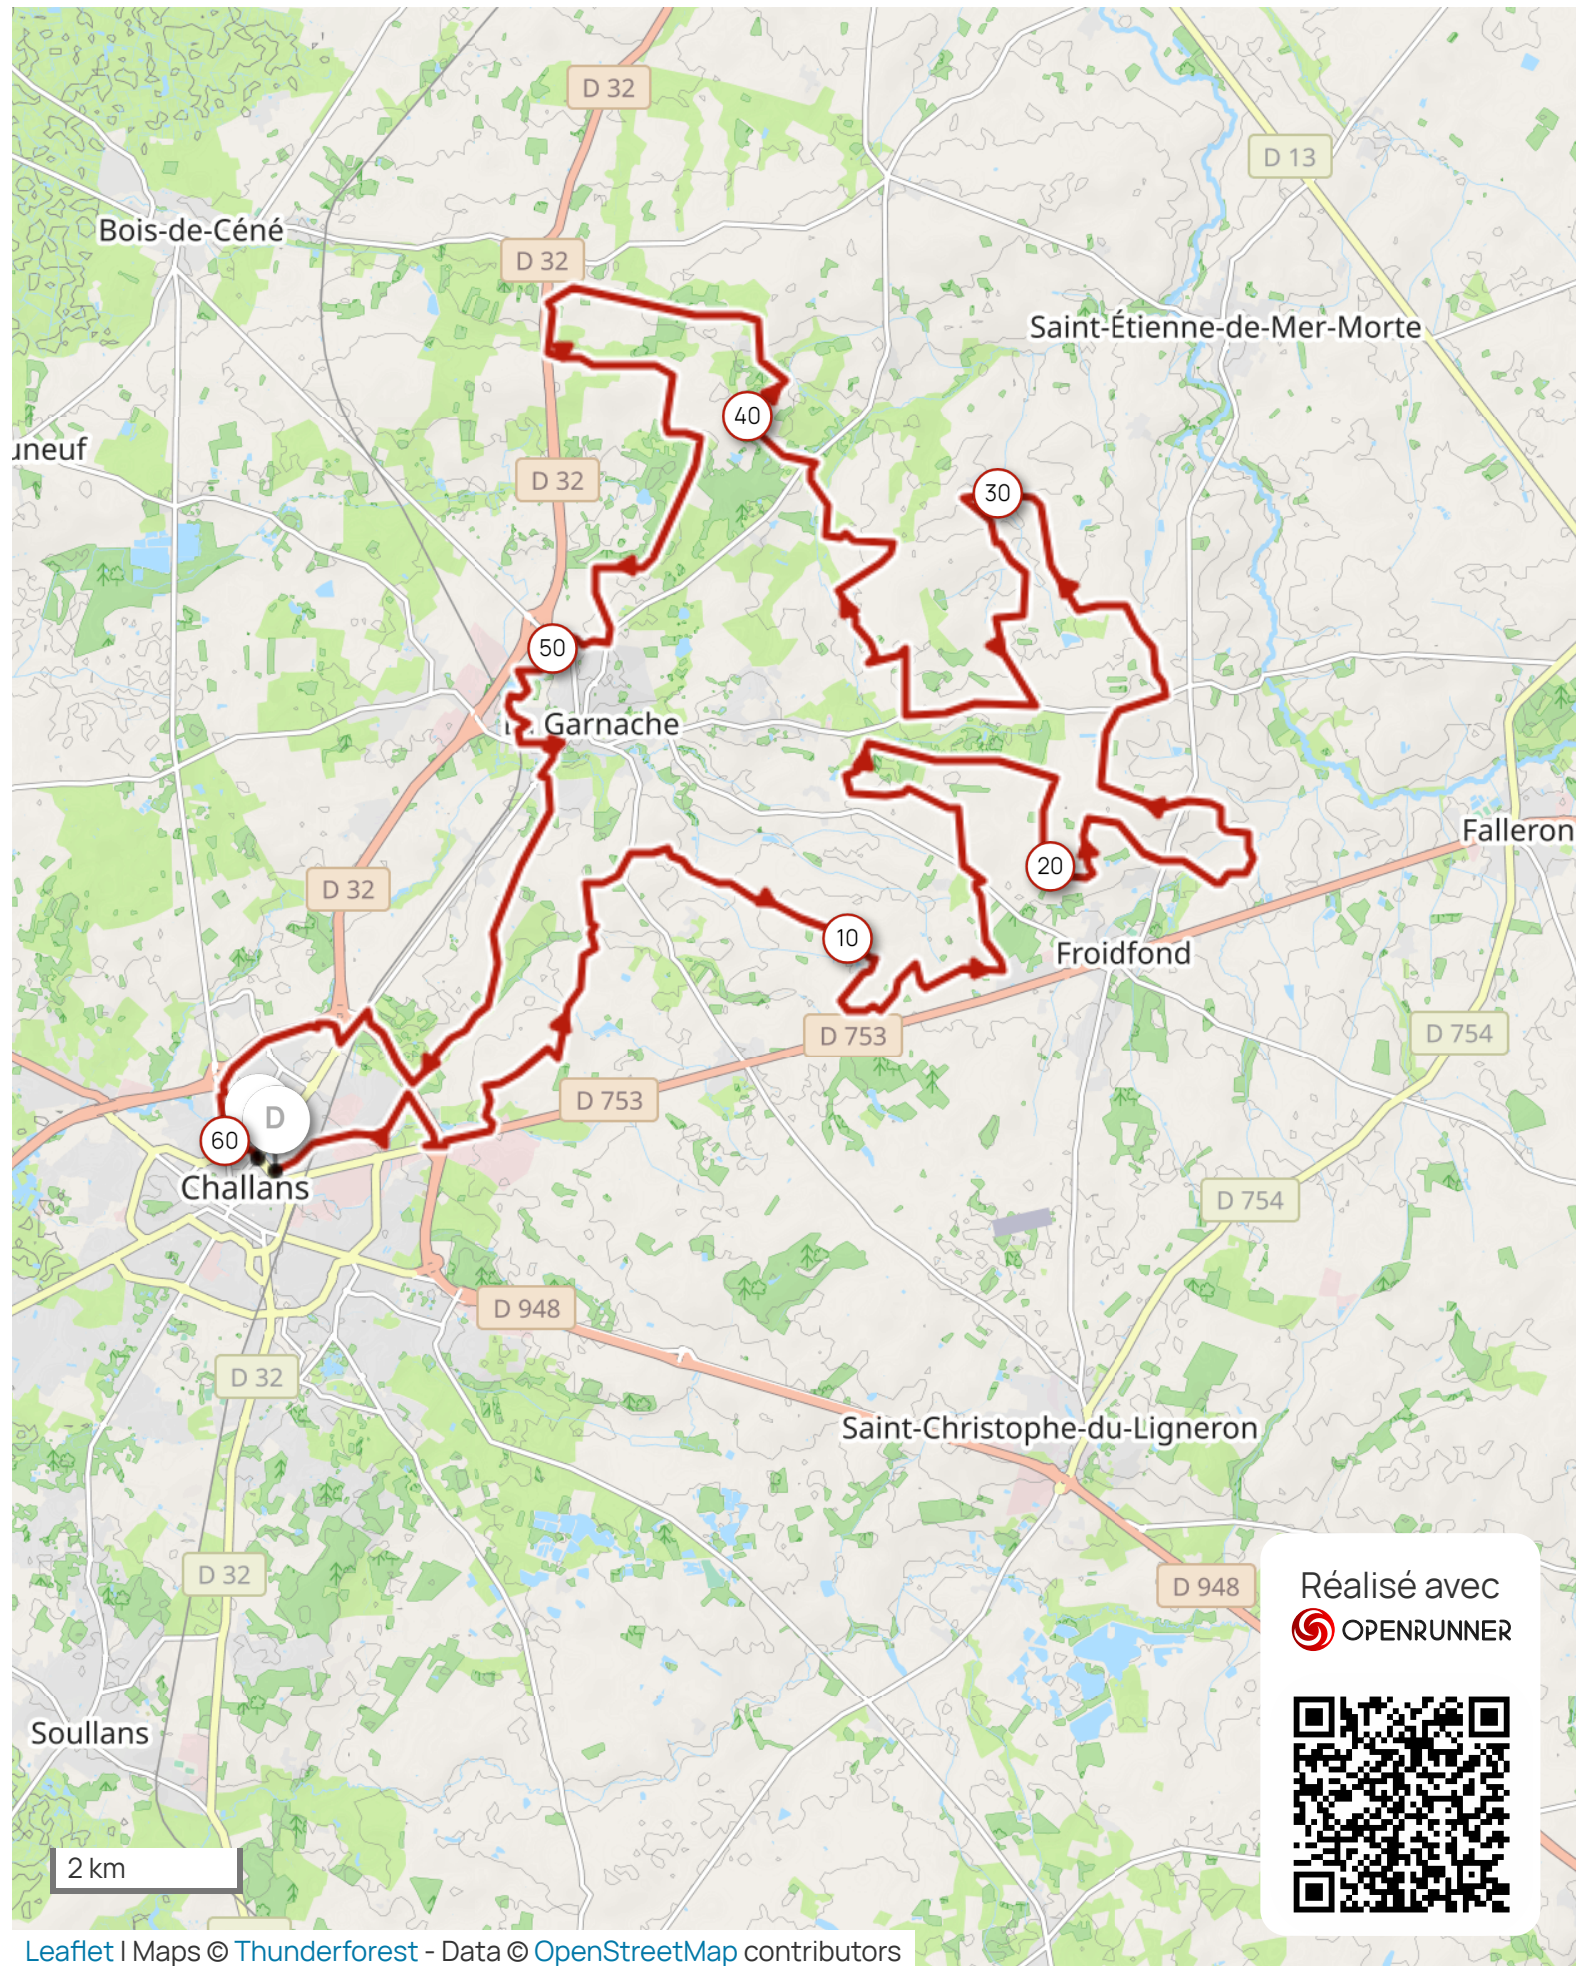 D 32
D 13
Bois-de-Céné
D 32
Saint-Étienne-de-Mer-Morte
40
uneuf
D 32
30
50
Garnache
Falleron
20
D 32
10
Froidfond
D 753
D 754
D 753
D
60
Challans
D 754
D 948
D 32
Saint-Christophe-du-Ligneron
D 32
D 948
Réalisé avec
OPENRUNNER
Soullans
2 km
Leaflet | Maps © Thunderforest - Data © OpenStreetMap contributors